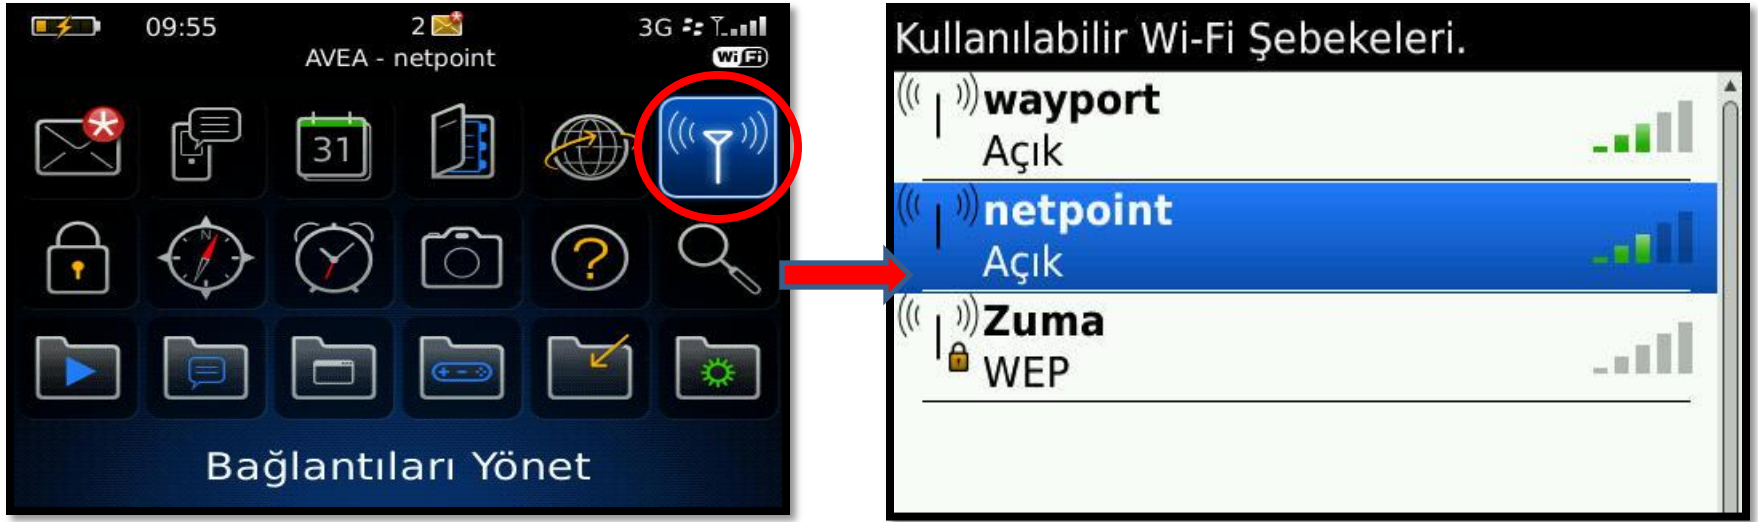 09:55
2
3G
AVEA - netpoint
WiFi
31
N
?
Bağlantıları Yönet
Kullanılabilir Wi-Fi Şebekeleri.
wayport
Açık
netpoint
Açık
Zuma
WEP